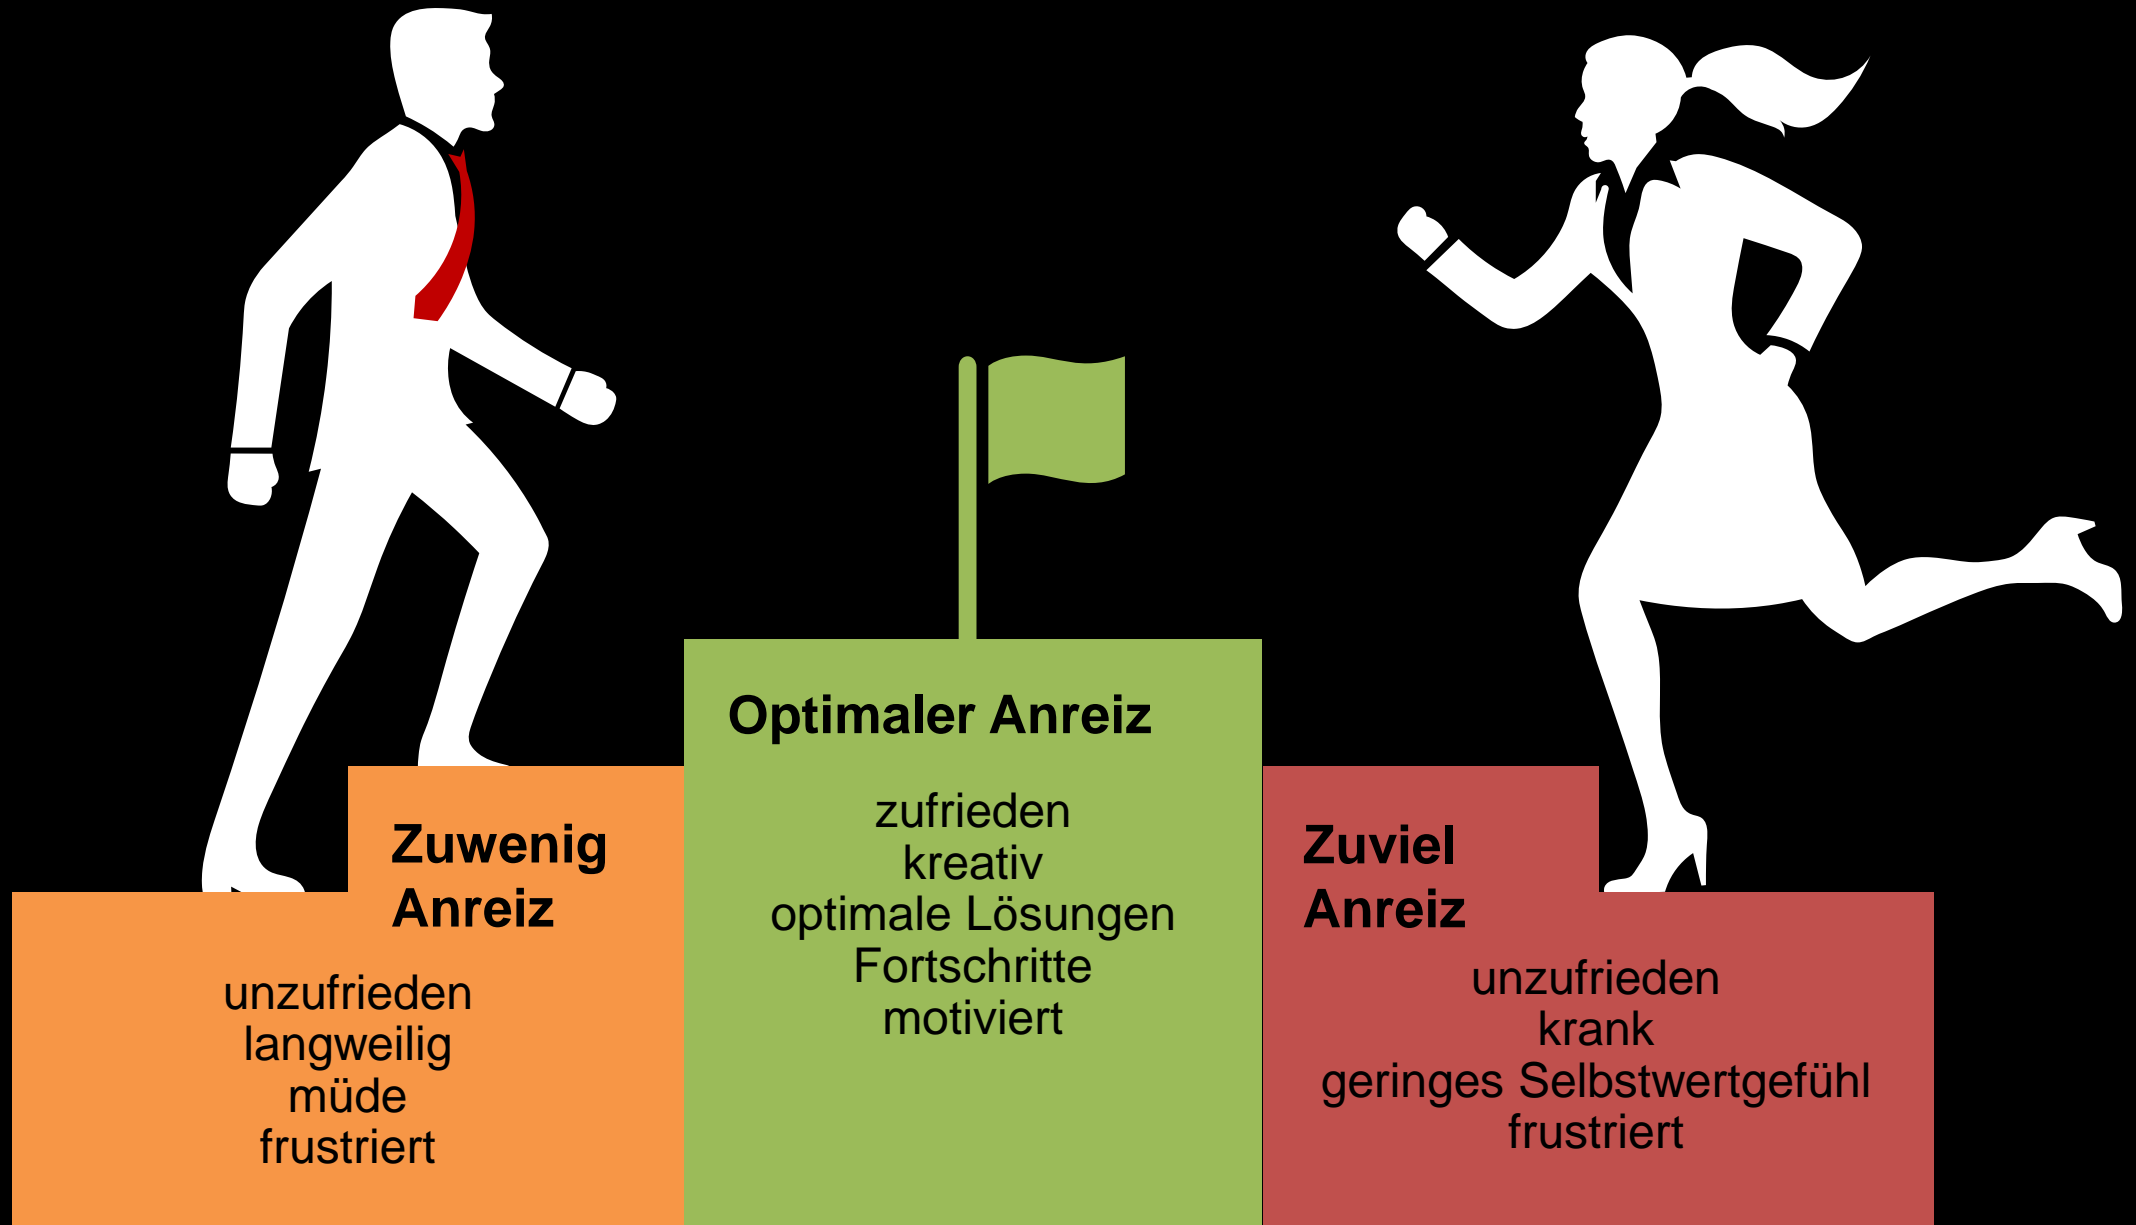 Zuwenig
Anreiz
unzufrieden
langweilig
müde
frustriert
Optimaler Anreiz
zufrieden
kreativ
optimale Lösungen
Fortschritte
motiviert
Zuviel
Anreiz
unzufrieden
krank
geringes Selbstwertgefühl
frustriert